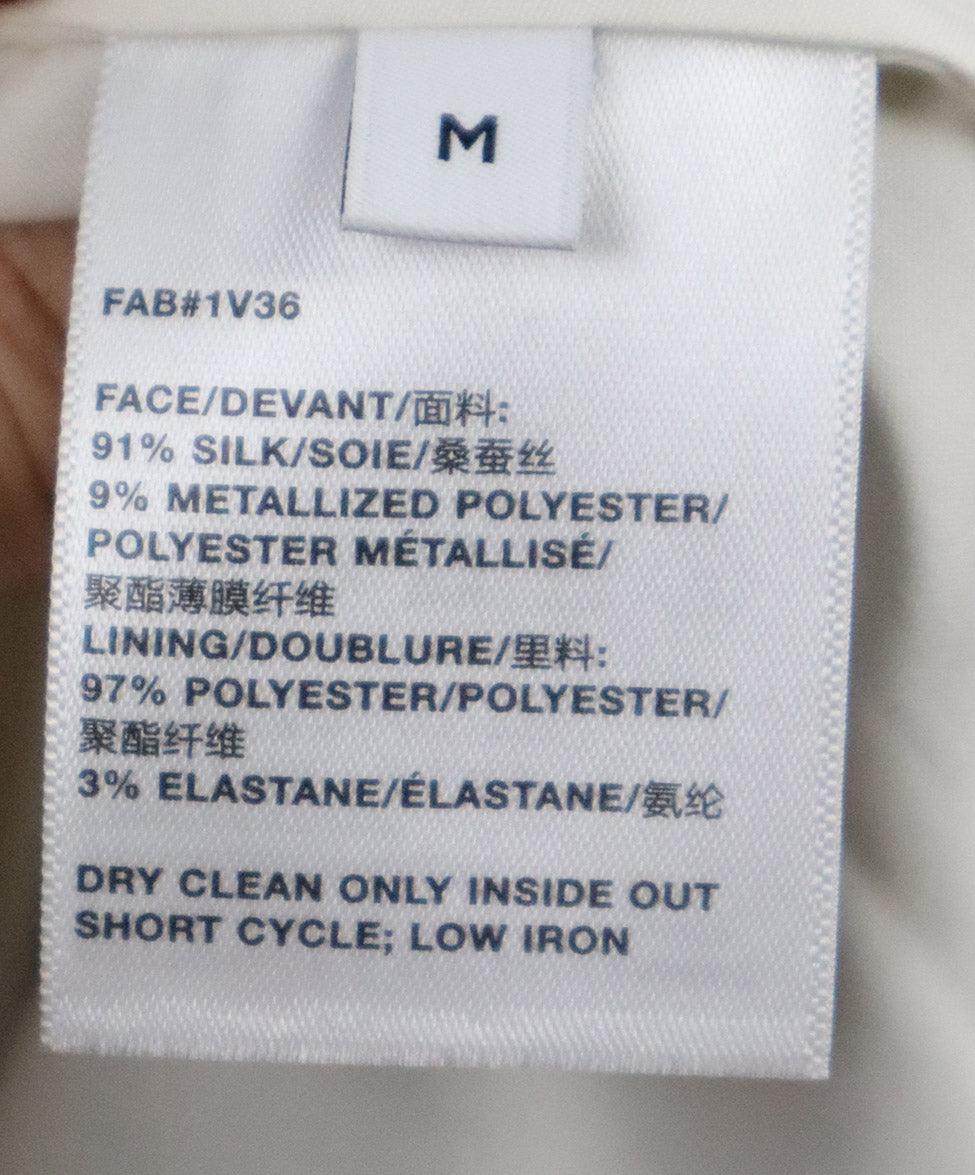 M
FAB#1V36
FACE/DEVANT/面料:
91% SILK/SOIE/桑蚕丝
9% METALLIZED POLYESTER/
POLYESTER MÉTALLISÉ/
聚酯薄膜纤维
LINING/DOUBLURE/里料:
97% POLYESTER/POLYESTER/
聚酯纤维
3% ELASTANE/ÉLASTANE/氨纶
DRY CLEAN ONLY INSIDE OUT
SHORT CYCLE; LOW IRON